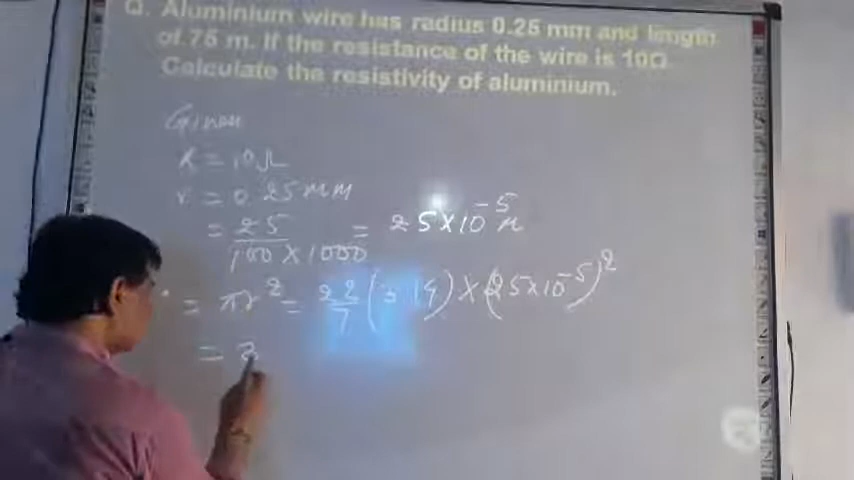 Q. Aluminium wire has radius 0.25 mm and length
of 75 m. If the resistance of the wire is 10Ω
Calculate the resistivity of aluminium.
Given
R = 10 Ω
r = 0.25 mm
= 25 / 100 × 1000 = 25 × 10⁻⁵ m
= πr² = 22/7 (3.14) × (25 × 10⁻⁵)²
=